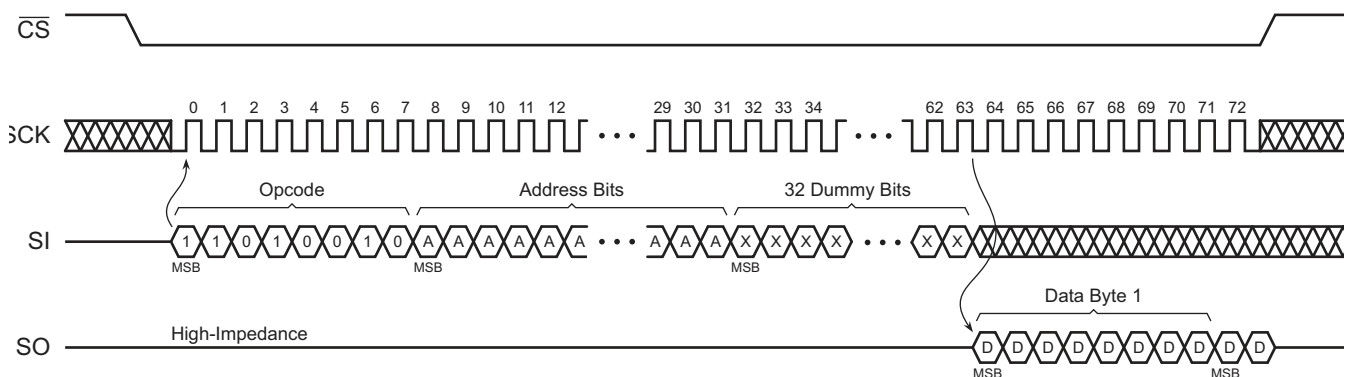 CS
0 1 2 3 4 5 6 7 8 9 10 11 12 29 30 31 32 33 34 62 63 64 65 66 67 68 69 70 71 72
SCK
Opcode Address Bits 32 Dummy Bits
SI 1 1 0 1 0 0 1 0 A A A A A A A A A X X X X X X
MSB MSB MSB
Data Byte 1
High-Impedance
SO D D D D D D D D D D
MSB MSB